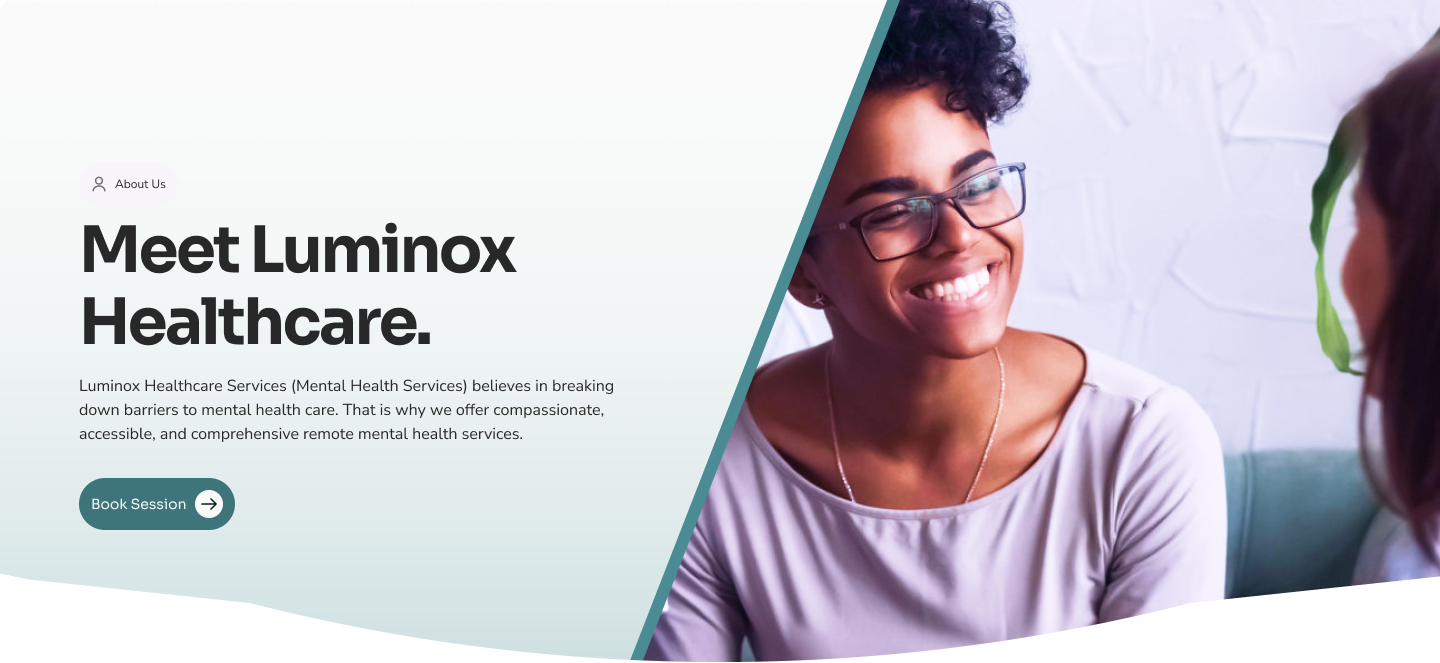 About Us
Meet Luminox
Healthcare.
Luminox Healthcare Services (Mental Health Services) believes in breaking
down barriers to mental health care. That is why we offer compassionate,
accessible, and comprehensive remote mental health services.
Book Session